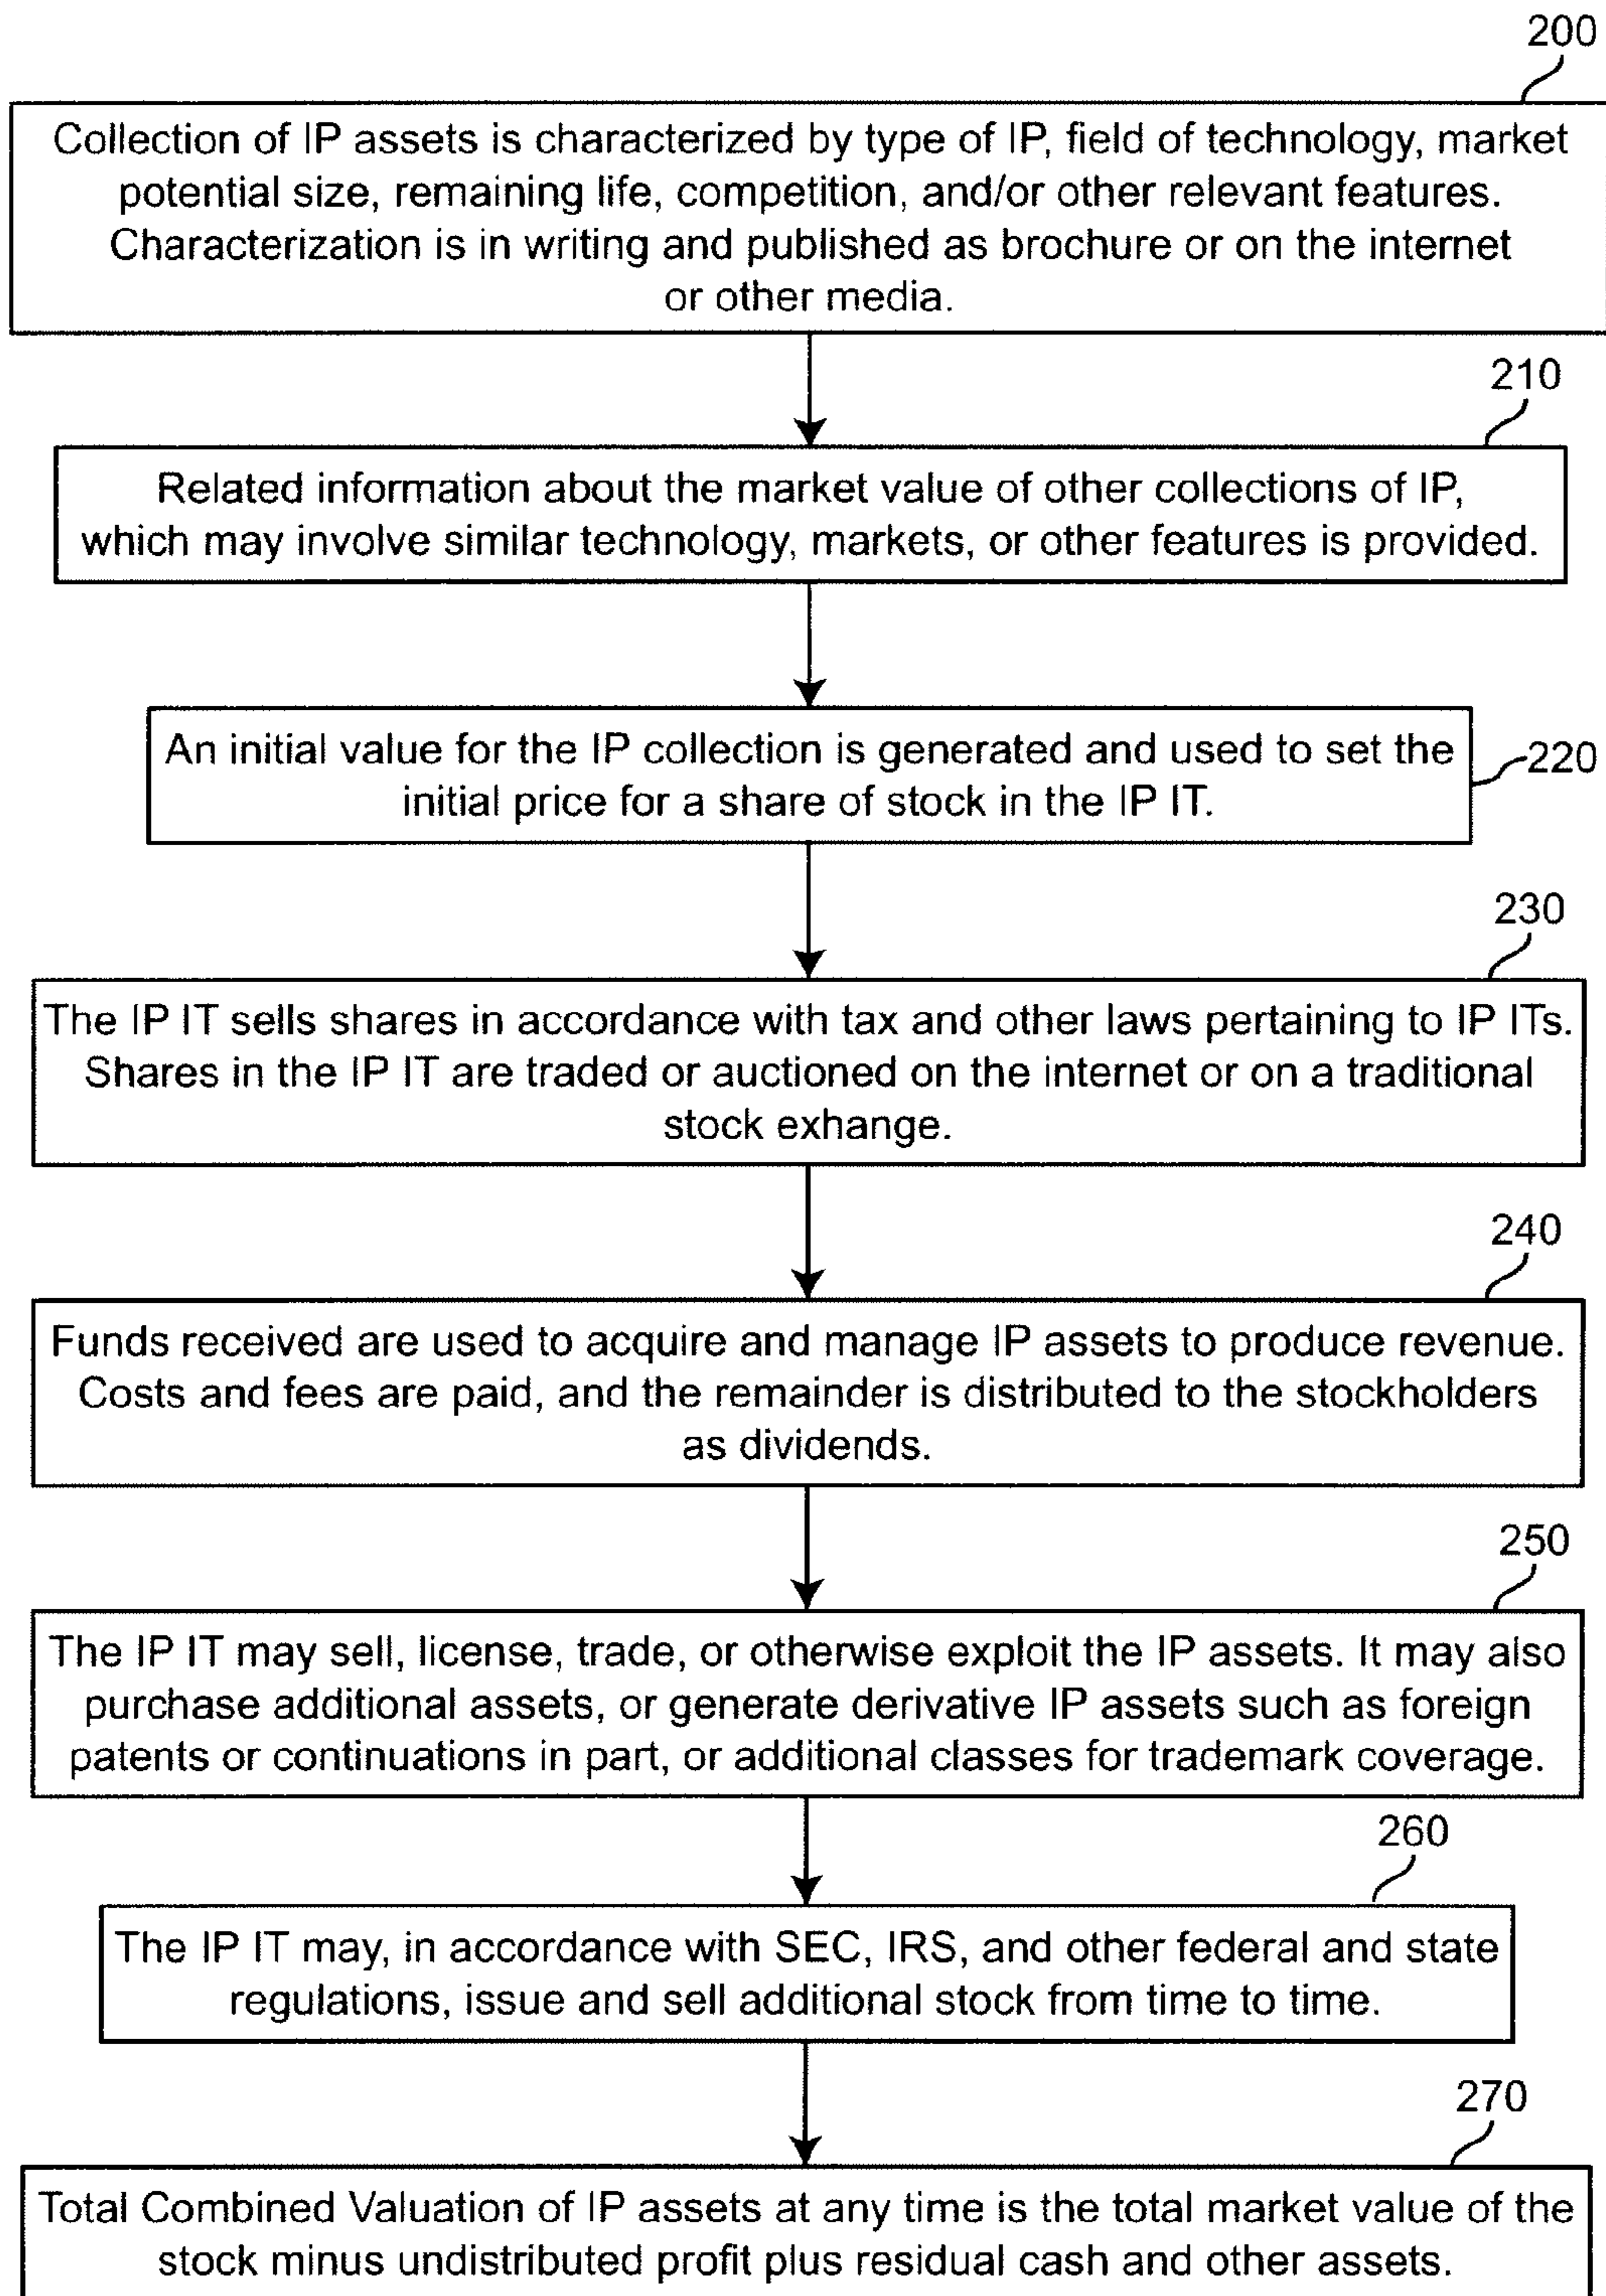 200
Collection of IP assets is characterized by type of IP, field of technology, market
potential size, remaining life, competition, and/or other relevant features.
Characterization is in writing and published as brochure or on the internet
or other media.
210
Related information about the market value of other collections of IP,
which may involve similar technology, markets, or other features is provided.
An initial value for the IP collection is generated and used to set the
initial price for a share of stock in the IP IT.
220
230
The IP IT sells shares in accordance with tax and other laws pertaining to IP ITs.
Shares in the IP IT are traded or auctioned on the internet or on a traditional
stock exhange.
240
Funds received are used to acquire and manage IP assets to produce revenue.
Costs and fees are paid, and the remainder is distributed to the stockholders
as dividends.
250
The IP IT may sell, license, trade, or otherwise exploit the IP assets. It may also
purchase additional assets, or generate derivative IP assets such as foreign
patents or continuations in part, or additional classes for trademark coverage.
260
The IP IT may, in accordance with SEC, IRS, and other federal and state
regulations, issue and sell additional stock from time to time.
270
Total Combined Valuation of IP assets at any time is the total market value of the
stock minus undistributed profit plus residual cash and other assets.